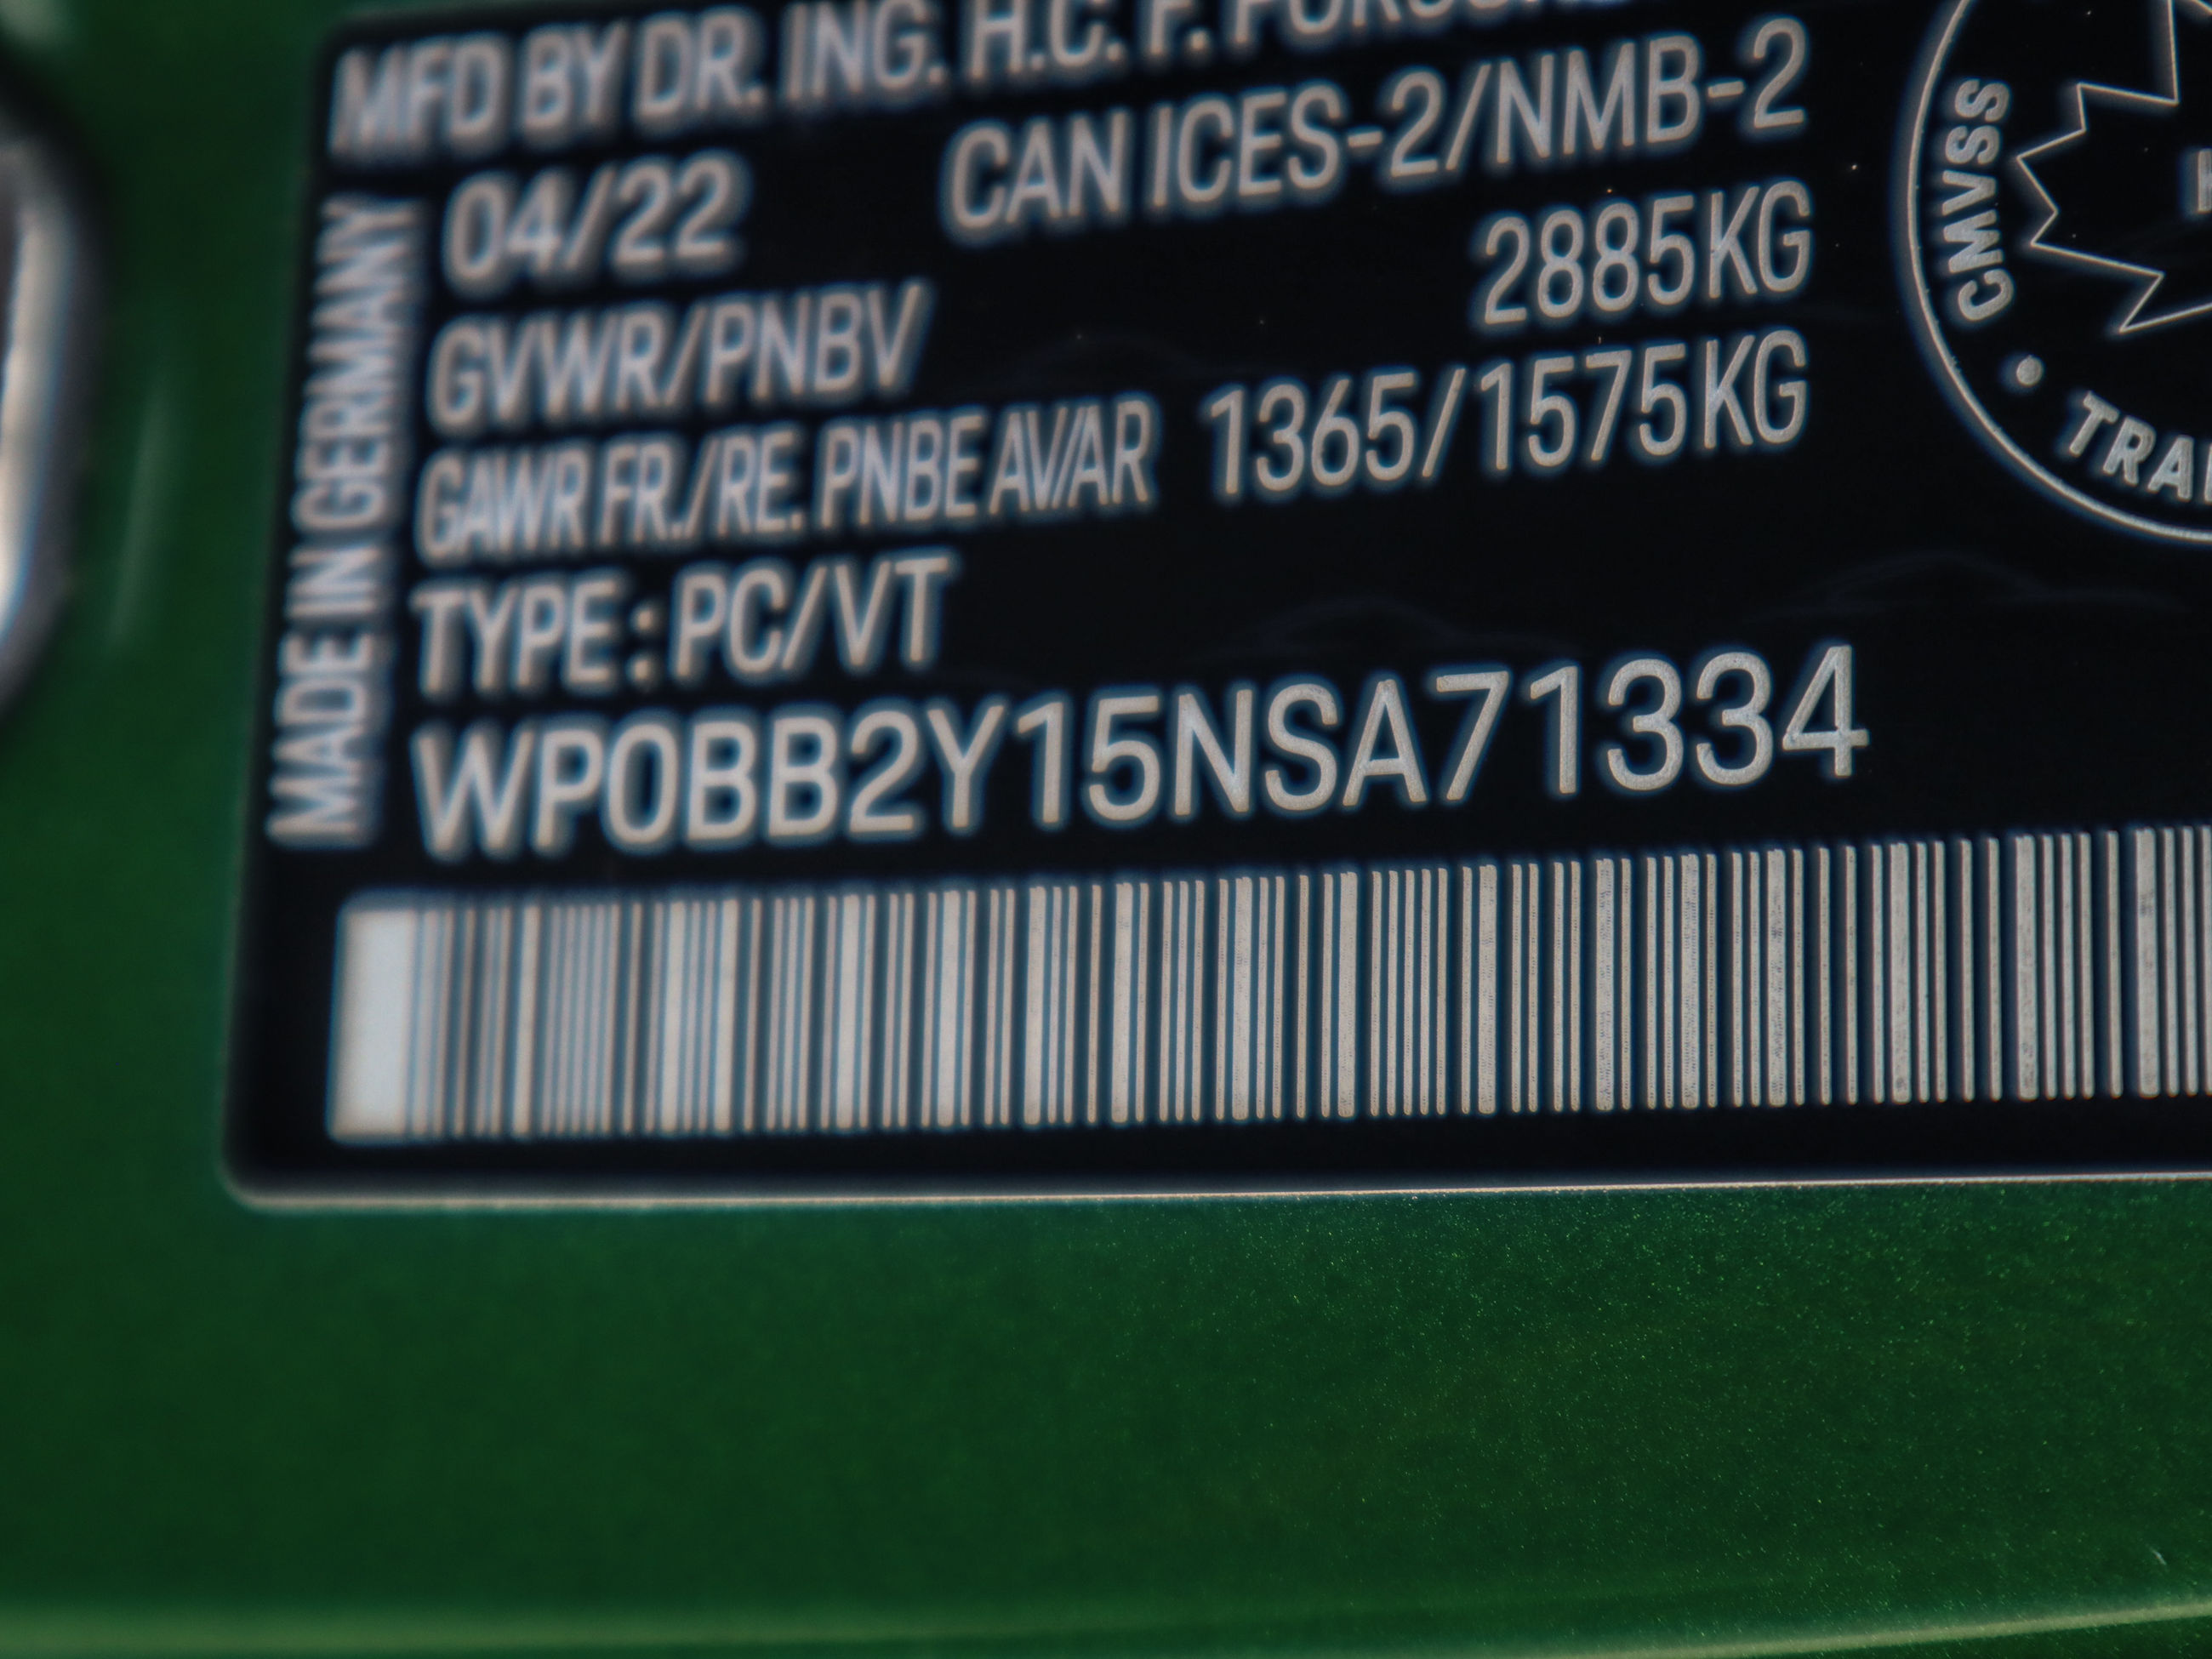 MFD BY DR. ING. H.C. F. PORSCHE
04/22 CAN ICES-2/NMB-2
GVWR/PNBV 2885KG
GAWR FR./RE. PNBE AV/AR 1365/1575KG
TYPE : PC/VT
WP0BB2Y15NSA71334
MADE IN GERMANY
CMVSS •